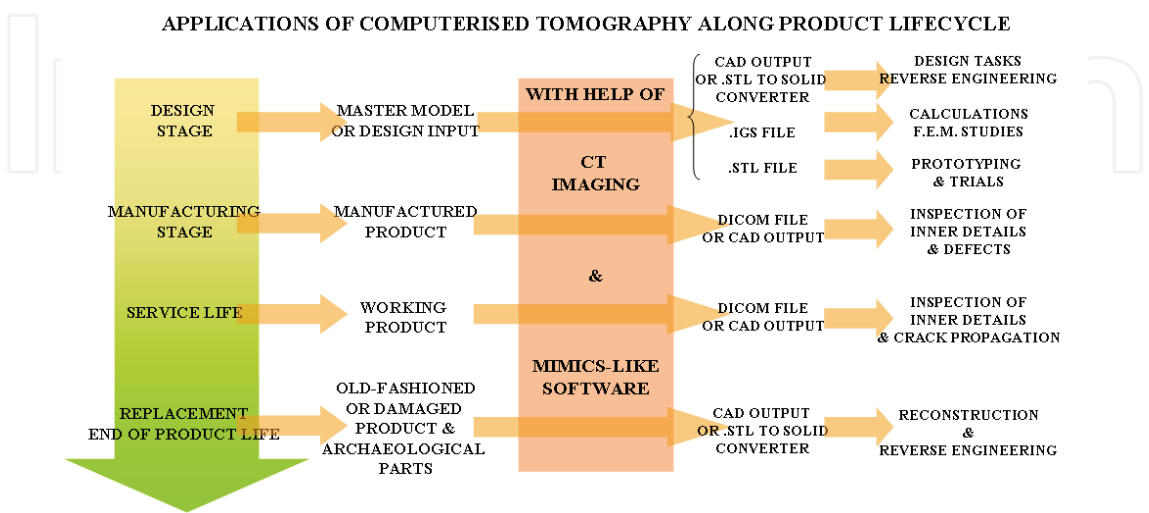 APPLICATIONS OF COMPUTERISED TOMOGRAPHY ALONG PRODUCT LIFECYCLE
DESIGN
STAGE
MASTER MODEL
OR DESIGN INPUT
WITH HELP OF
CT
IMAGING
&
MIMICS-LIKE
SOFTWARE
CAD OUTPUT
OR .STL TO SOLID
CONVERTER
DESIGN TASKS
REVERSE ENGINEERING
.IGS FILE
CALCULATIONS
F.E.M. STUDIES
.STL FILE
PROTOTYPING
& TRIALS
MANUFACTURING
STAGE
MANUFACTURED
PRODUCT
DICOM FILE
OR CAD OUTPUT
INSPECTION OF
INNER DETAILS
& DEFECTS
SERVICE LIFE
WORKING
PRODUCT
DICOM FILE
OR CAD OUTPUT
INSPECTION OF
INNER DETAILS
& CRACK PROPAGATION
REPLACEMENT
END OF PRODUCT LIFE
OLD-FASHIONED
OR DAMAGED
PRODUCT &
ARCHAEOLOGICAL
PARTS
CAD OUTPUT
OR .STL TO SOLID
CONVERTER
RECONSTRUCTION
&
REVERSE ENGINEERING